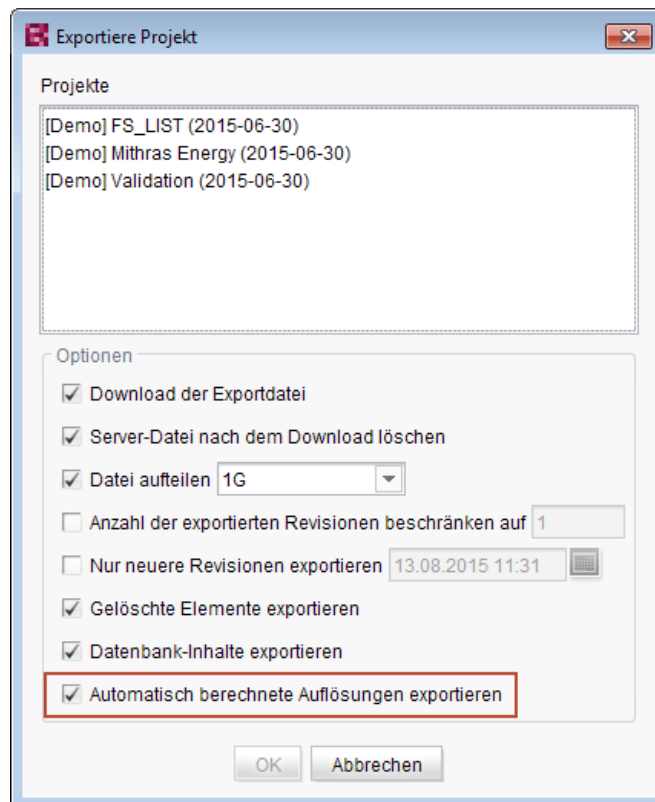 Exportiere Projekt
Projekte
[Demo] FS_LIST (2015-06-30)
[Demo] Mithras Energy (2015-06-30)
[Demo] Validation (2015-06-30)
Optionen
Download der Exportdatei
Server-Datei nach dem Download löschen
Datei aufteilen 1G
Anzahl der exportierten Revisionen beschränken auf 1
Nur neuere Revisionen exportieren 13.08.2015 11:31
Gelöschte Elemente exportieren
Datenbank-Inhalte exportieren
Automatisch berechnete Auflösungen exportieren
OK Abbrechen